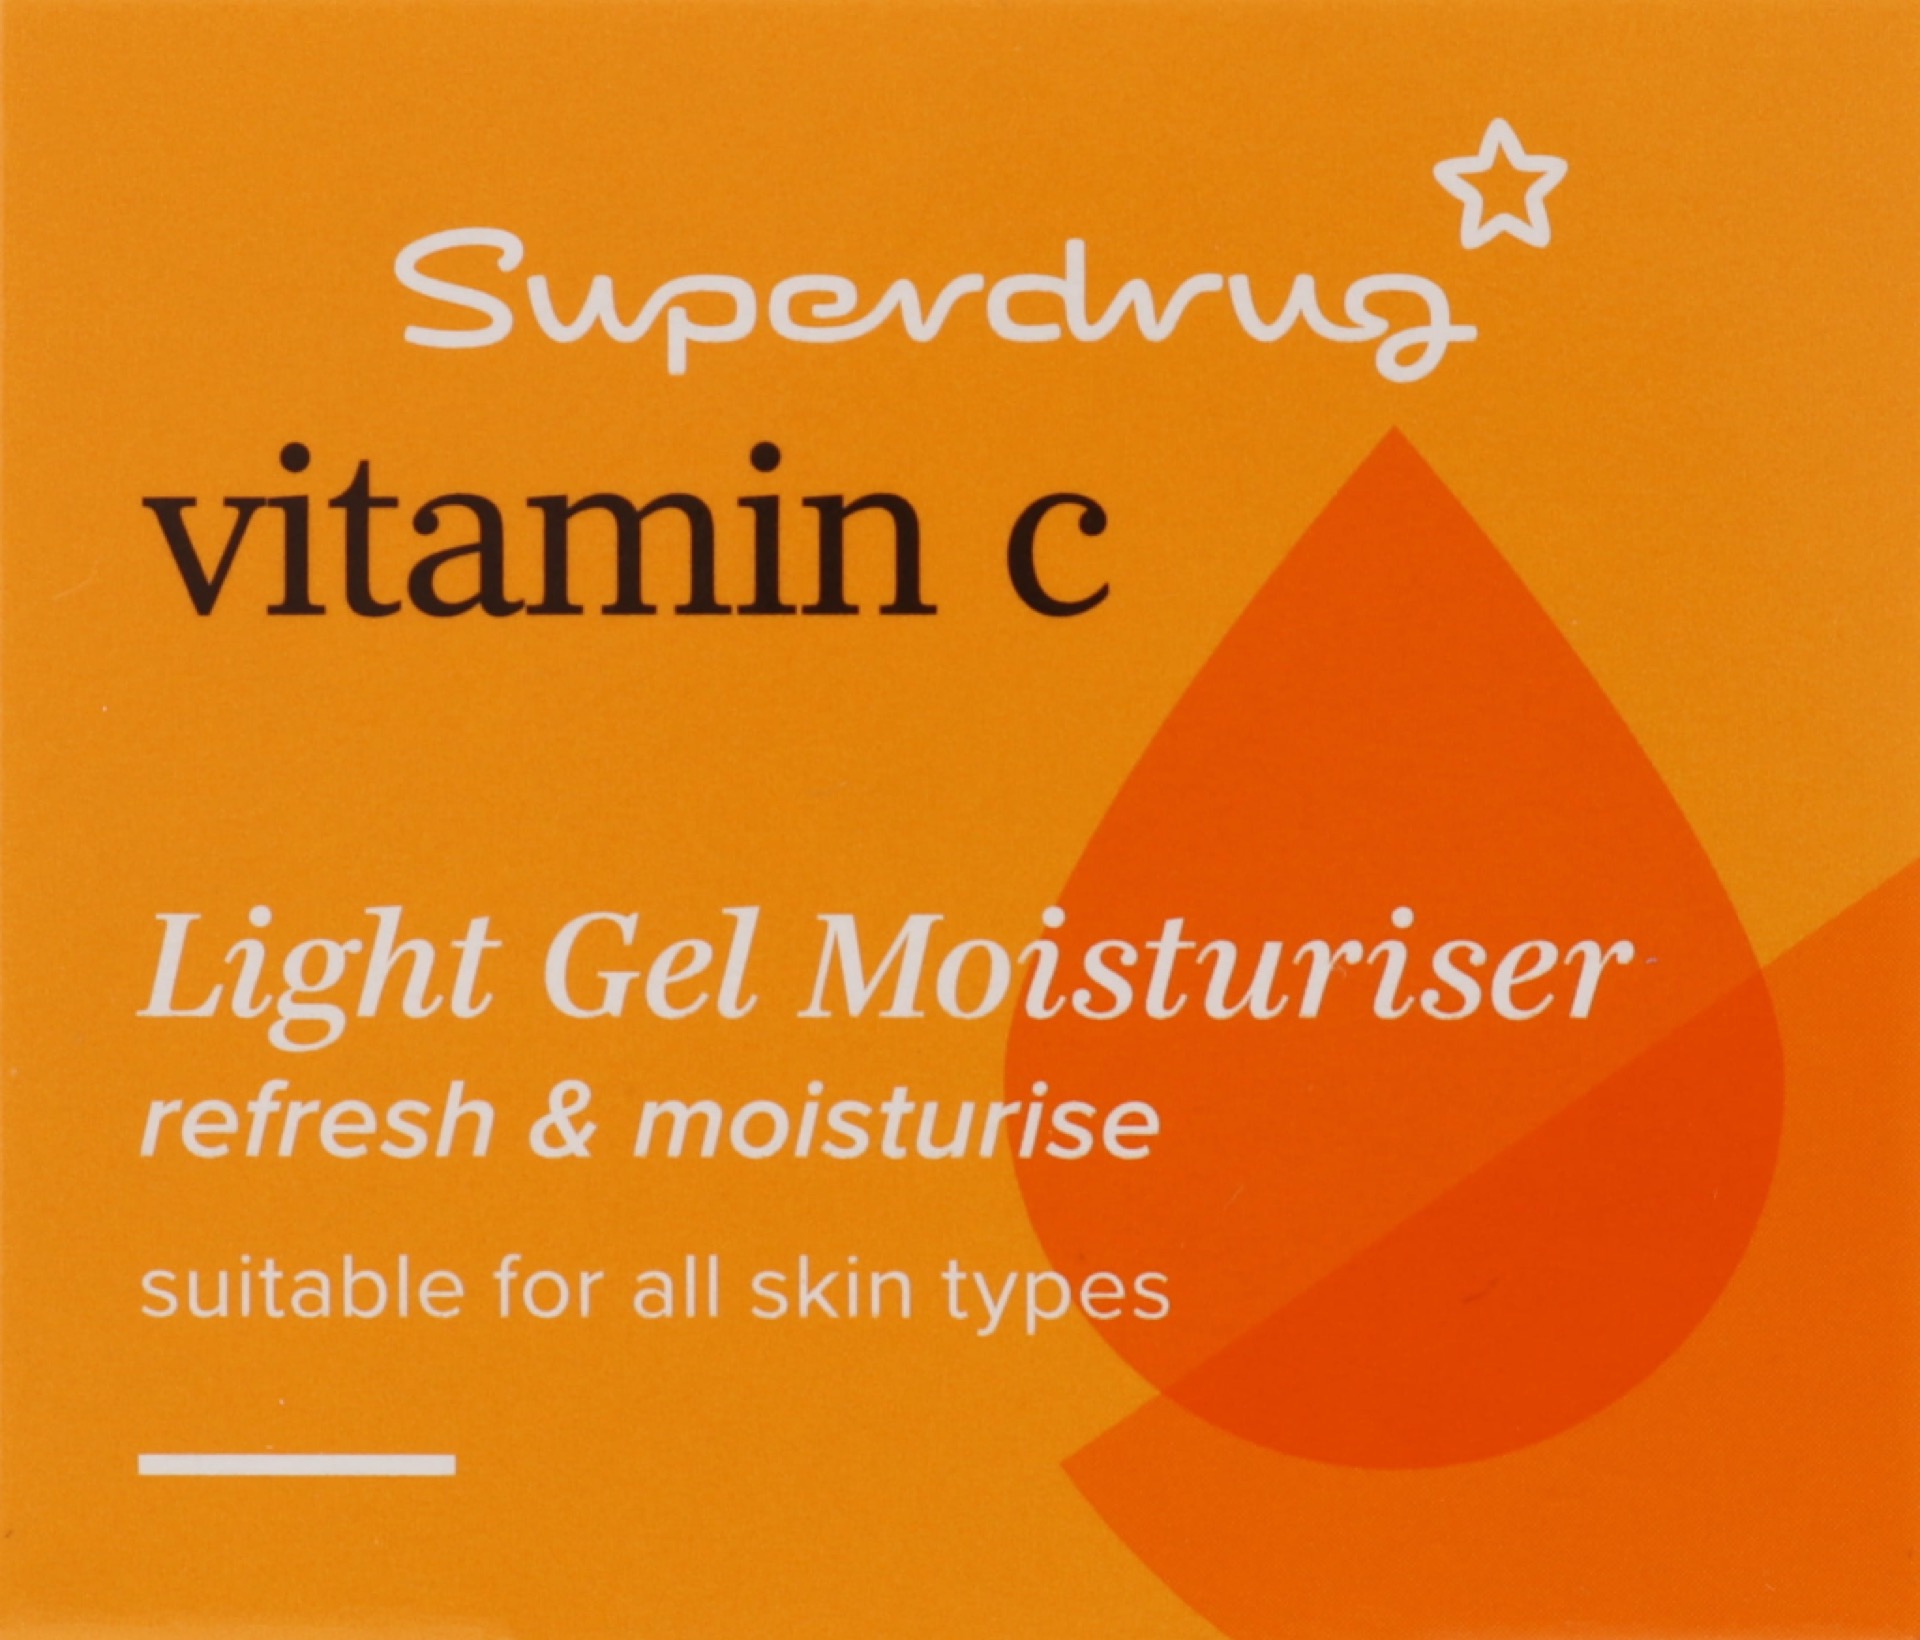 Superdrug
vitamin c
Light Gel Moisturiser
refresh & moisturise
suitable for all skin types